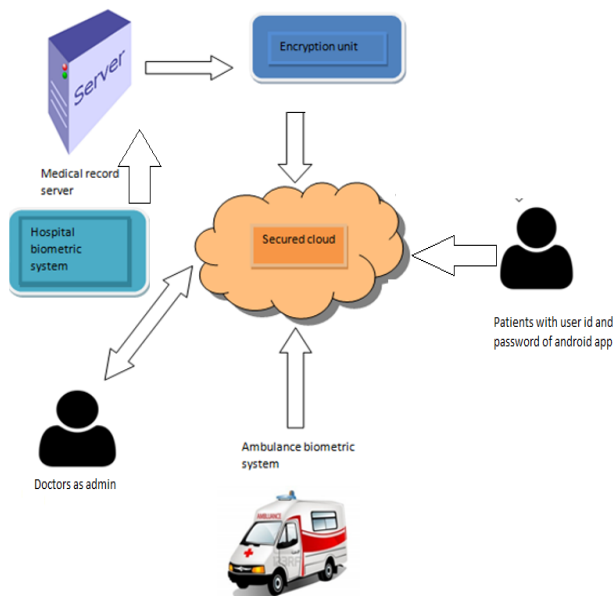 Server
Encryption unit
Medical record
server
Hospital
biometric
system
Secured cloud
Patients with user id and
password of android app
Doctors as admin
Ambulance biometric
system
AMBULANCE